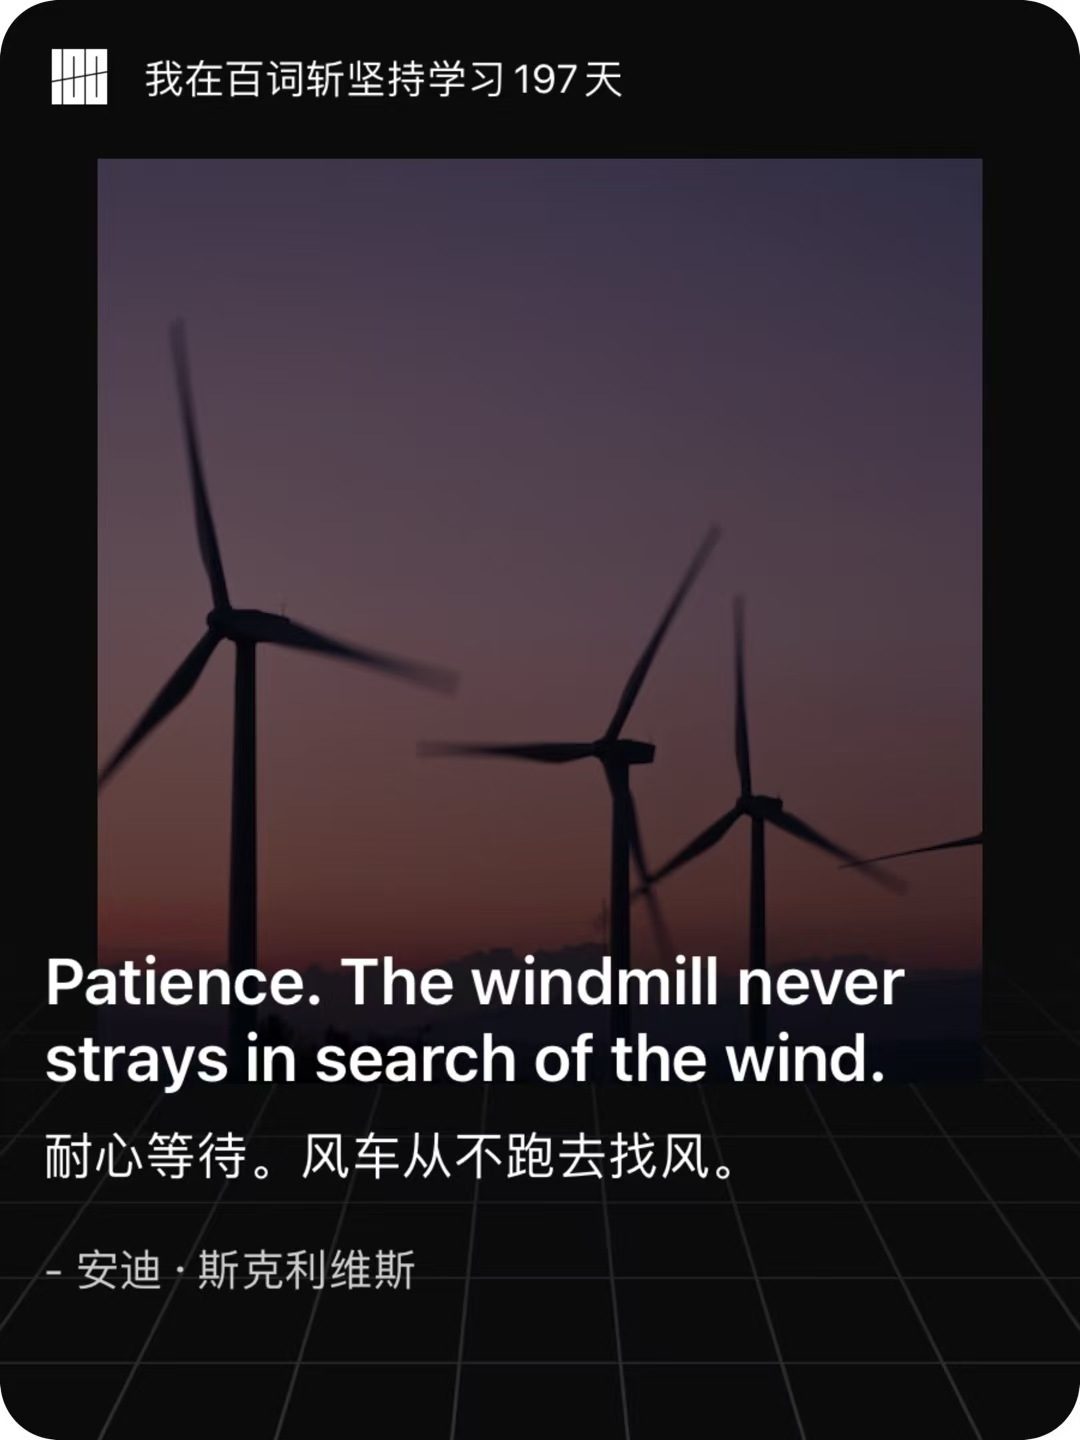 100
我在百词斩坚持学习 197 天
Patience. The windmill never
strays in search of the wind.
耐心等待。风车从不跑去找风。
- 安迪 · 斯克利维斯